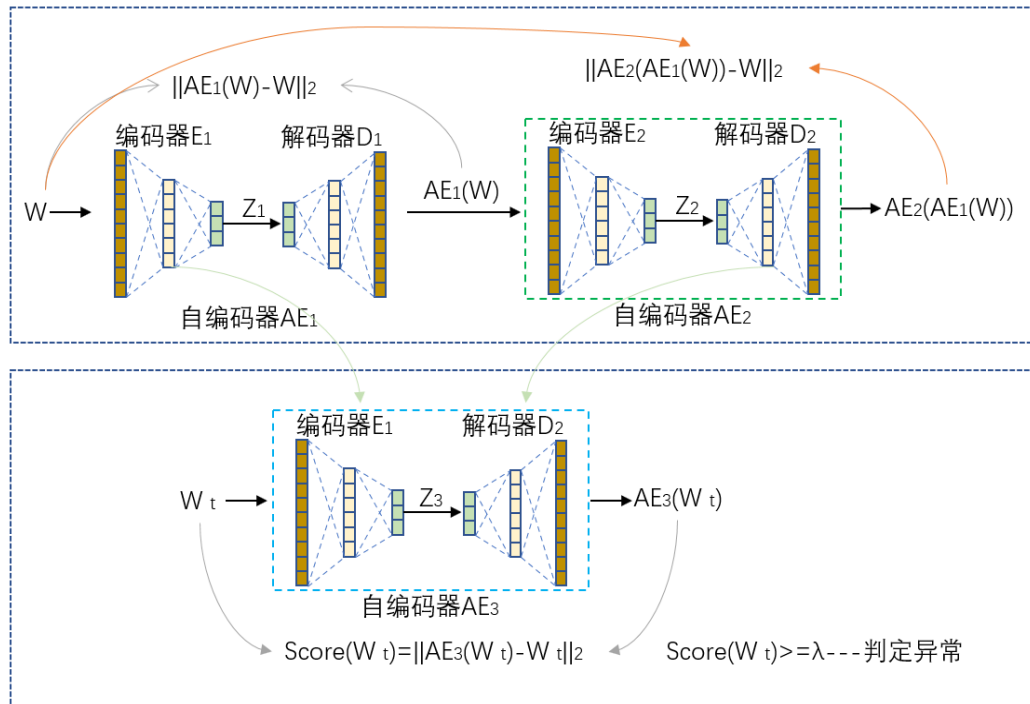 ||AE₁(W)-W||₂
||AE₂(AE₁(W))-W||₂
编码器E₁
解码器D₁
编码器E₂
解码器D₂
W
Z₁
AE₁(W)
Z₂
AE₂(AE₁(W))
自编码器AE₁
自编码器AE₂
编码器E₁
解码器D₂
W t
Z₃
AE₃(W t)
自编码器AE₃
Score(W t)=||AE₃(W t)-W t||₂
Score(W t)>=λ---判定异常